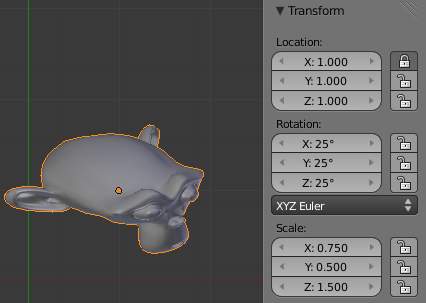 Transform
Location:
X: 1.000
Y: 1.000
Z: 1.000
Rotation:
X: 25°
Y: 25°
Z: 25°
XYZ Euler
Scale:
X: 0.750
Y: 0.500
Z: 1.500